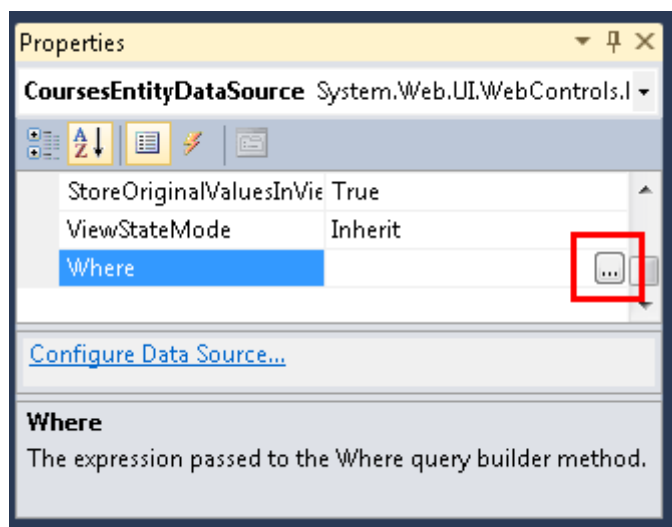 Properties
CoursesEntityDataSource System.Web.UI.WebControls.
A
Z
StoreOriginalValuesInVie True
ViewStateMode Inherit
Where ...
Configure Data Source...
Where
The expression passed to the Where query builder method.